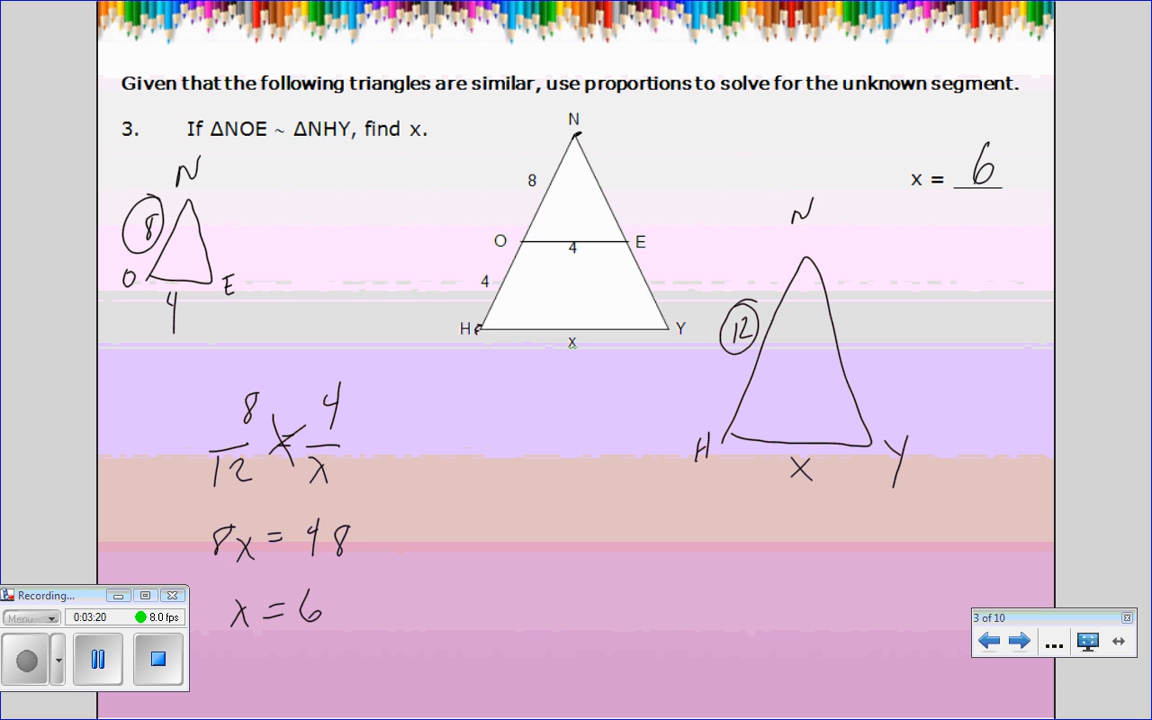 Given that the following triangles are similar, use proportions to solve for the unknown segment.
3. If ΔNOE ~ ΔNHY, find x.
N
8
O
E
4
4
H
Y
x
x = 6
N
8
O
E
4
N
12
H
Y
X
8 4
— = —
12 x
8x = 48
x = 6
Recording...
Menu
0:03:20
8.0 fps
3 of 10
...